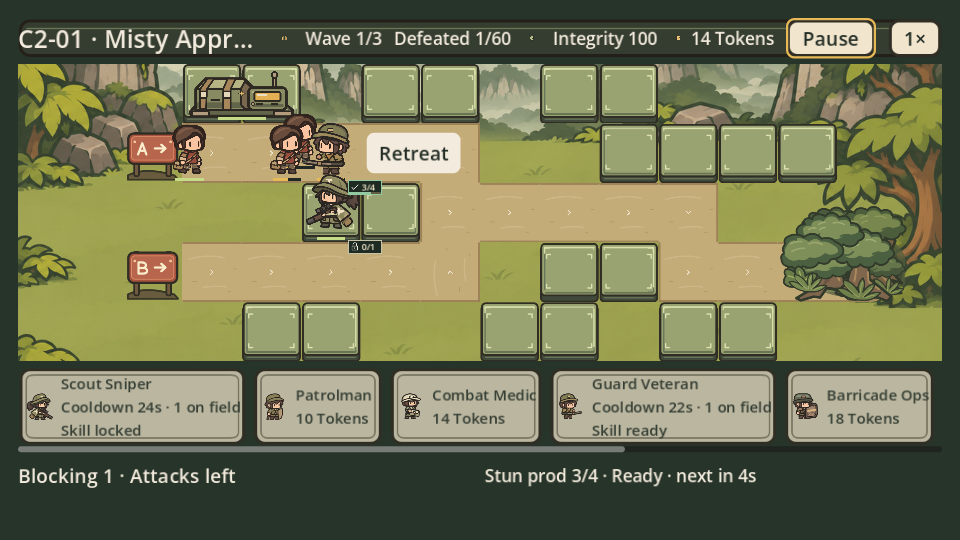 C2-01 · Misty Appr...
Wave 1/3 Defeated 1/60
Integrity 100
14 Tokens
Pause
1×
A →
Retreat
✓ 3/4
0/1
B →
Scout Sniper
Cooldown 24s · 1 on field
Skill locked
Patrolman
10 Tokens
Combat Medic
14 Tokens
Guard Veteran
Cooldown 22s · 1 on field
Skill ready
Barricade Ops
18 Tokens
Blocking 1 · Attacks left
Stun prod 3/4 · Ready · next in 4s